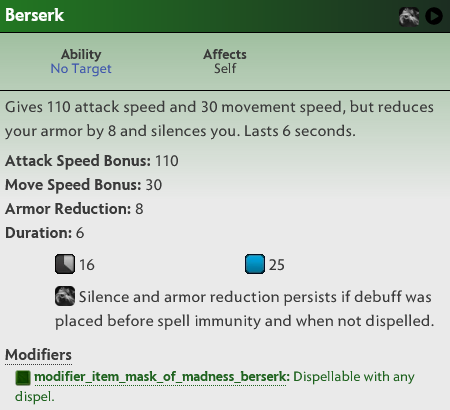 Berserk
Ability Affects
No Target Self
Gives 110 attack speed and 30 movement speed, but reduces
your armor by 8 and silences you. Lasts 6 seconds.
Attack Speed Bonus: 110
Move Speed Bonus: 30
Armor Reduction: 8
Duration: 6
16 25
Silence and armor reduction persists if debuff was
placed before spell immunity and when not dispelled.
Modifiers
modifier_item_mask_of_madness_berserk: Dispellable with any
dispel.